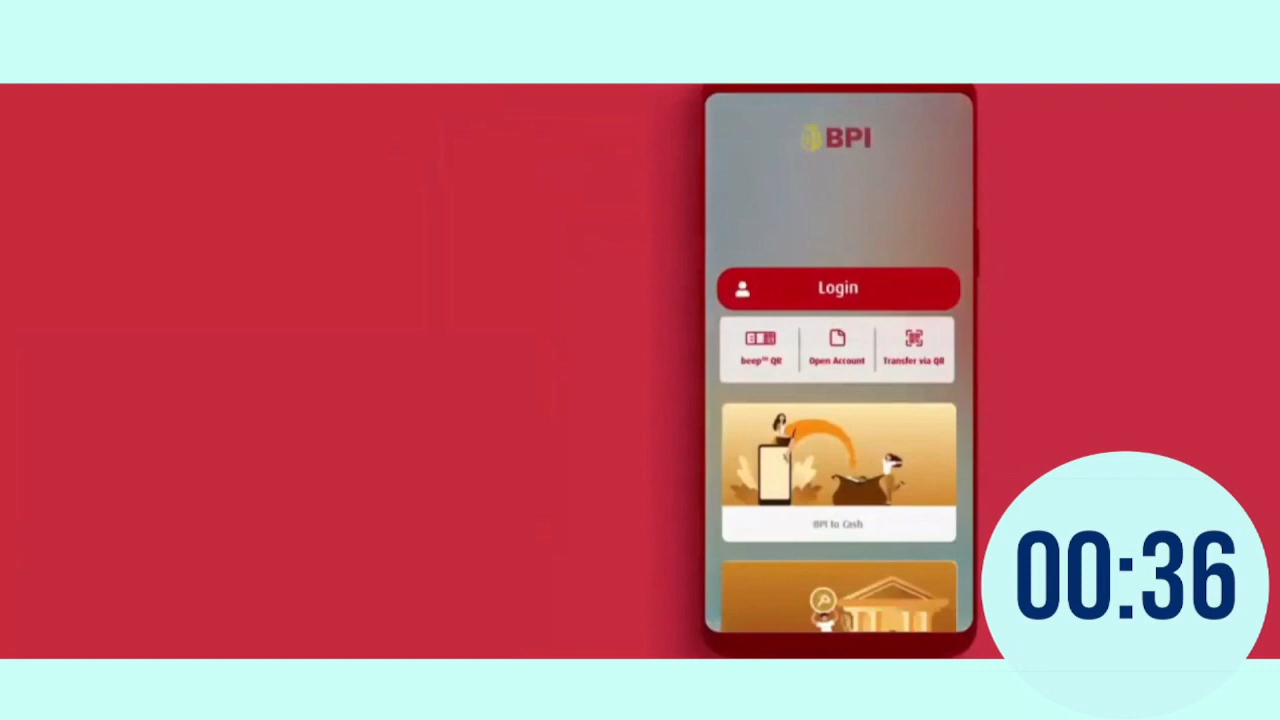 BPI
Login
beep™ QR
Open Account
Transfer via QR
BPI to Cash
00:36